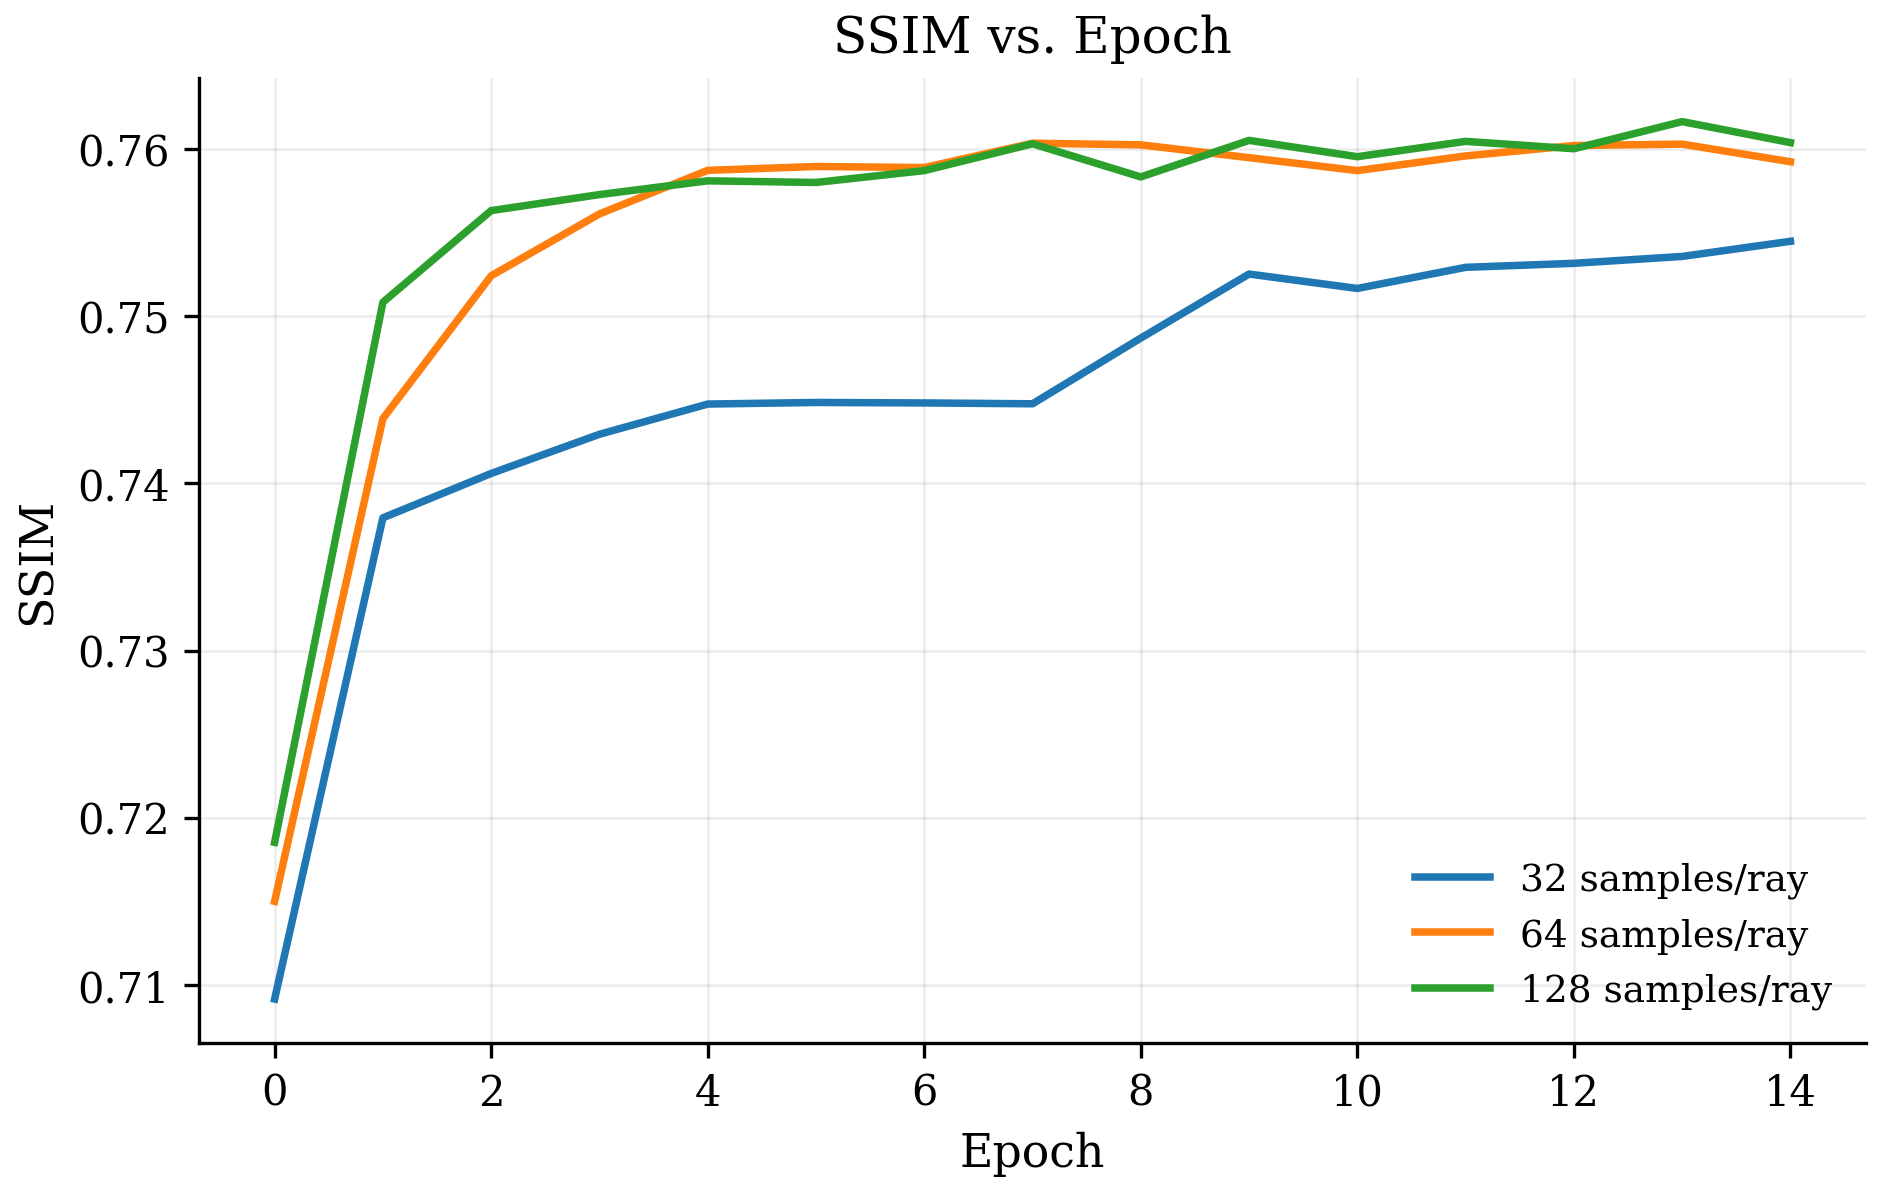 SSIM vs. Epoch
SSIM
0.76
0.75
0.74
0.73
0.72
0.71
32 samples/ray
64 samples/ray
128 samples/ray
0 2 4 6 8 10 12 14
Epoch